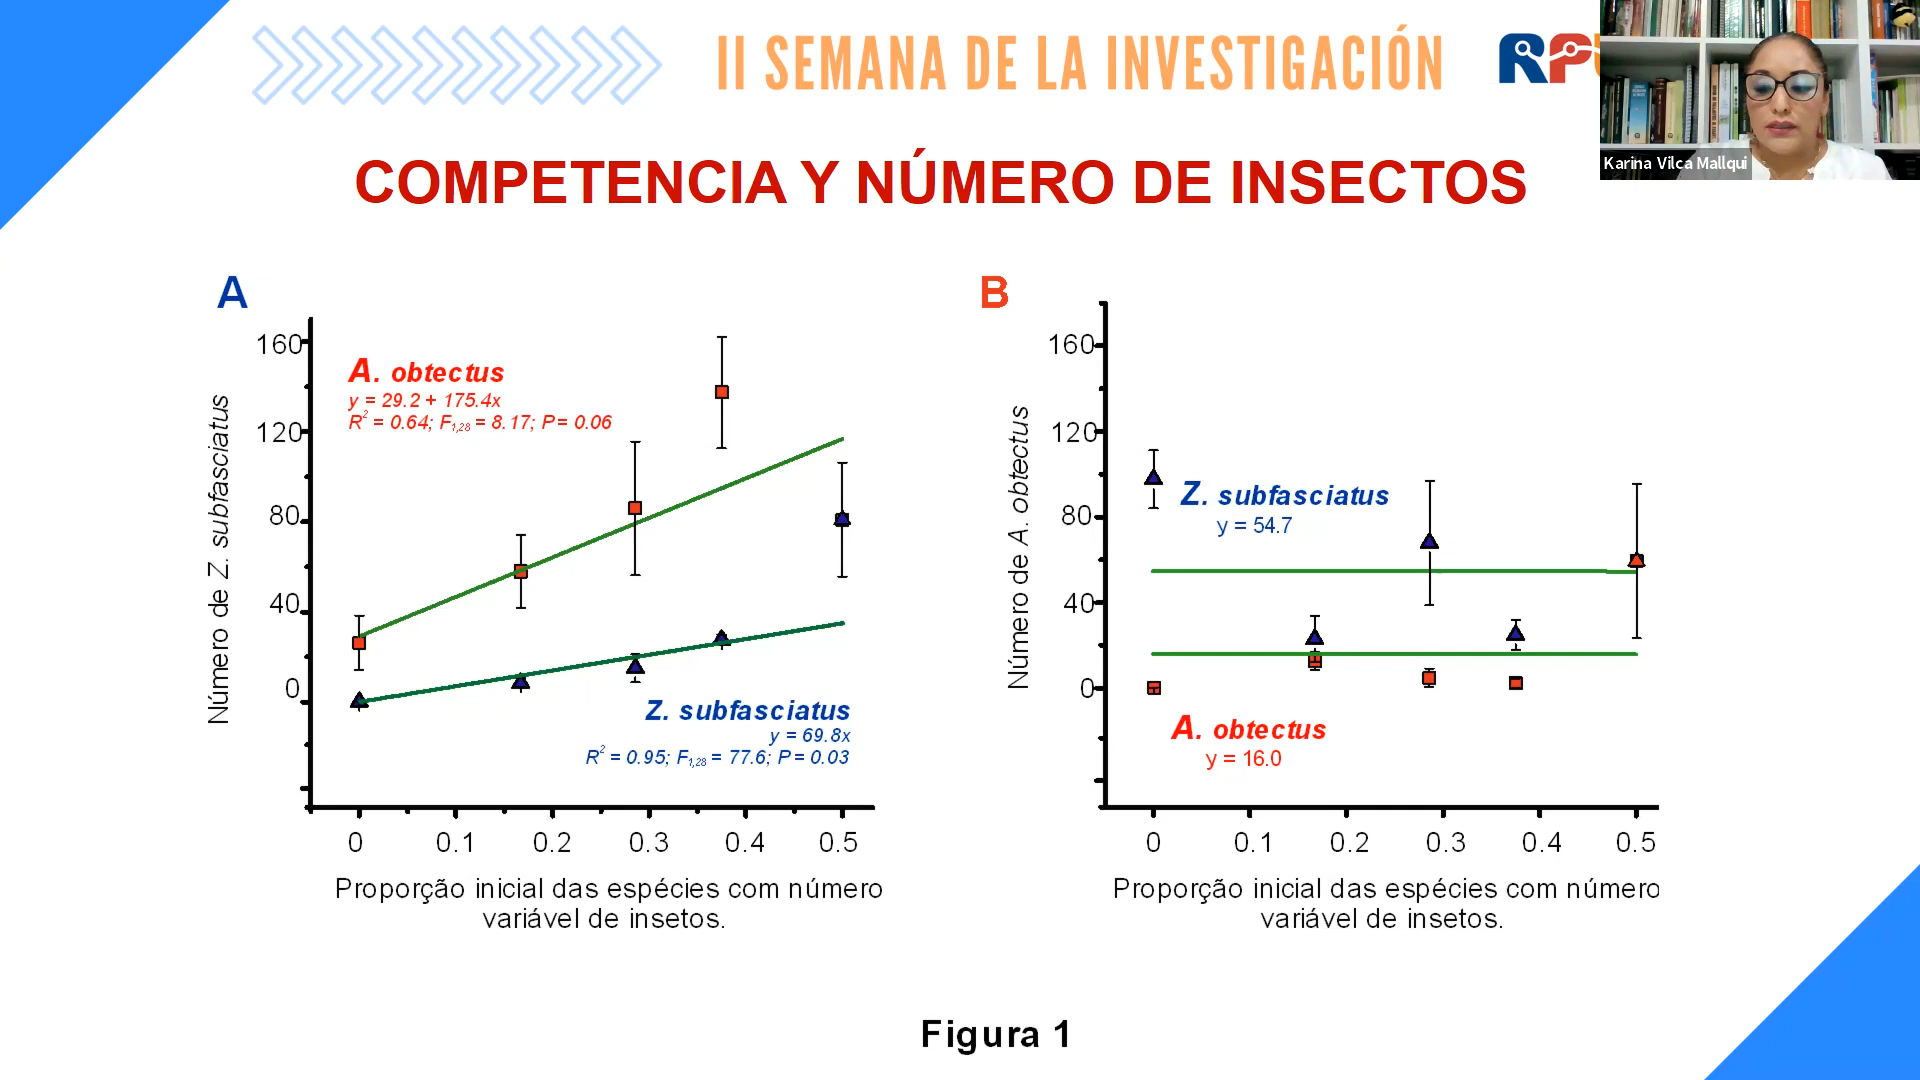 II SEMANA DE LA INVESTIGACIÓN
RP
Karina Vilca Mallqui
COMPETENCIA Y NÚMERO DE INSECTOS
A
160
120
80
40
0
Número de Z. subfasciatus
A. obtectus
y = 29.2 + 175.4x
R² = 0.64; F1,28 = 8.17; P = 0.06
Z. subfasciatus
y = 69.8x
R² = 0.95; F1,28 = 77.6; P = 0.03
0 0.1 0.2 0.3 0.4 0.5
Proporção inicial das espécies com número
variável de insetos.
B
160
120
80
40
0
Número de A. obtectus
Z. subfasciatus
y = 54.7
A. obtectus
y = 16.0
0 0.1 0.2 0.3 0.4 0.5
Proporção inicial das espécies com número
variável de insetos.
Figura 1